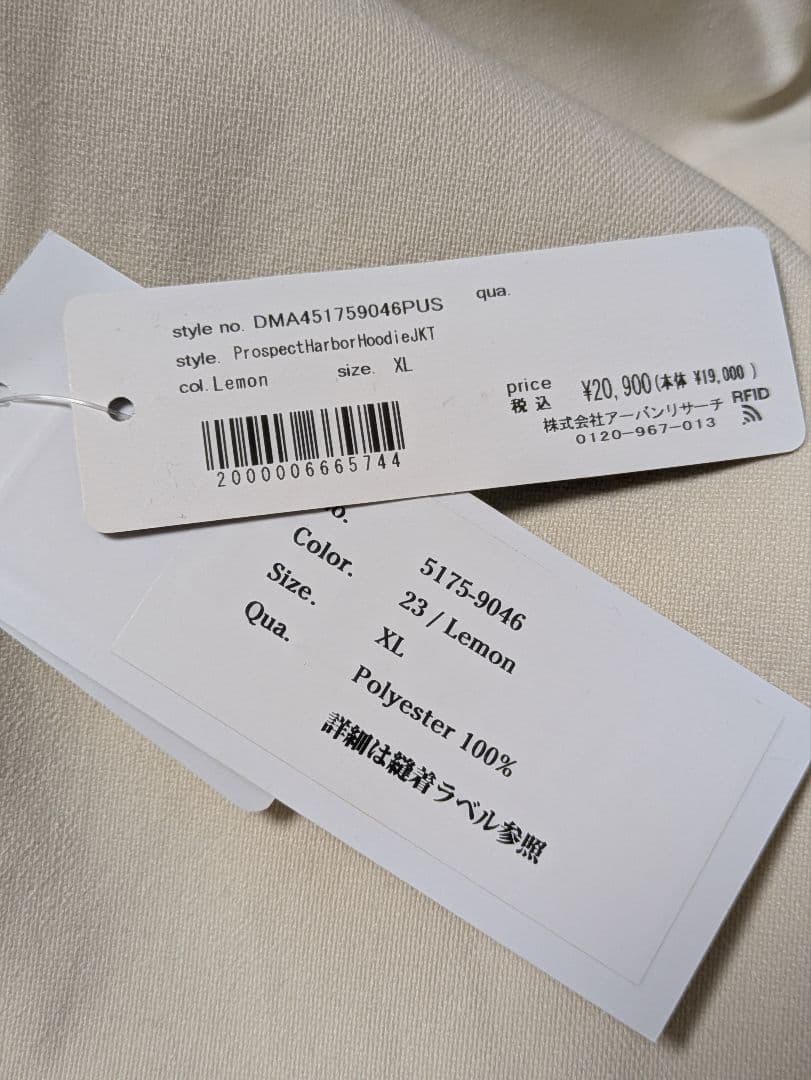 style no. DMA451759046PUS qua.
style. ProspectHarborHoodieJKT
col. Lemon size. XL
price ¥20,900(本体 ¥19,000 )
税 込
株式会社アーバンリサーチ RFID
0120-967-013
2000006665744
o.
Color. 5175-9046
Size. 23 / Lemon
Qua. XL
Polyester 100%
詳細は縫着ラベル参照